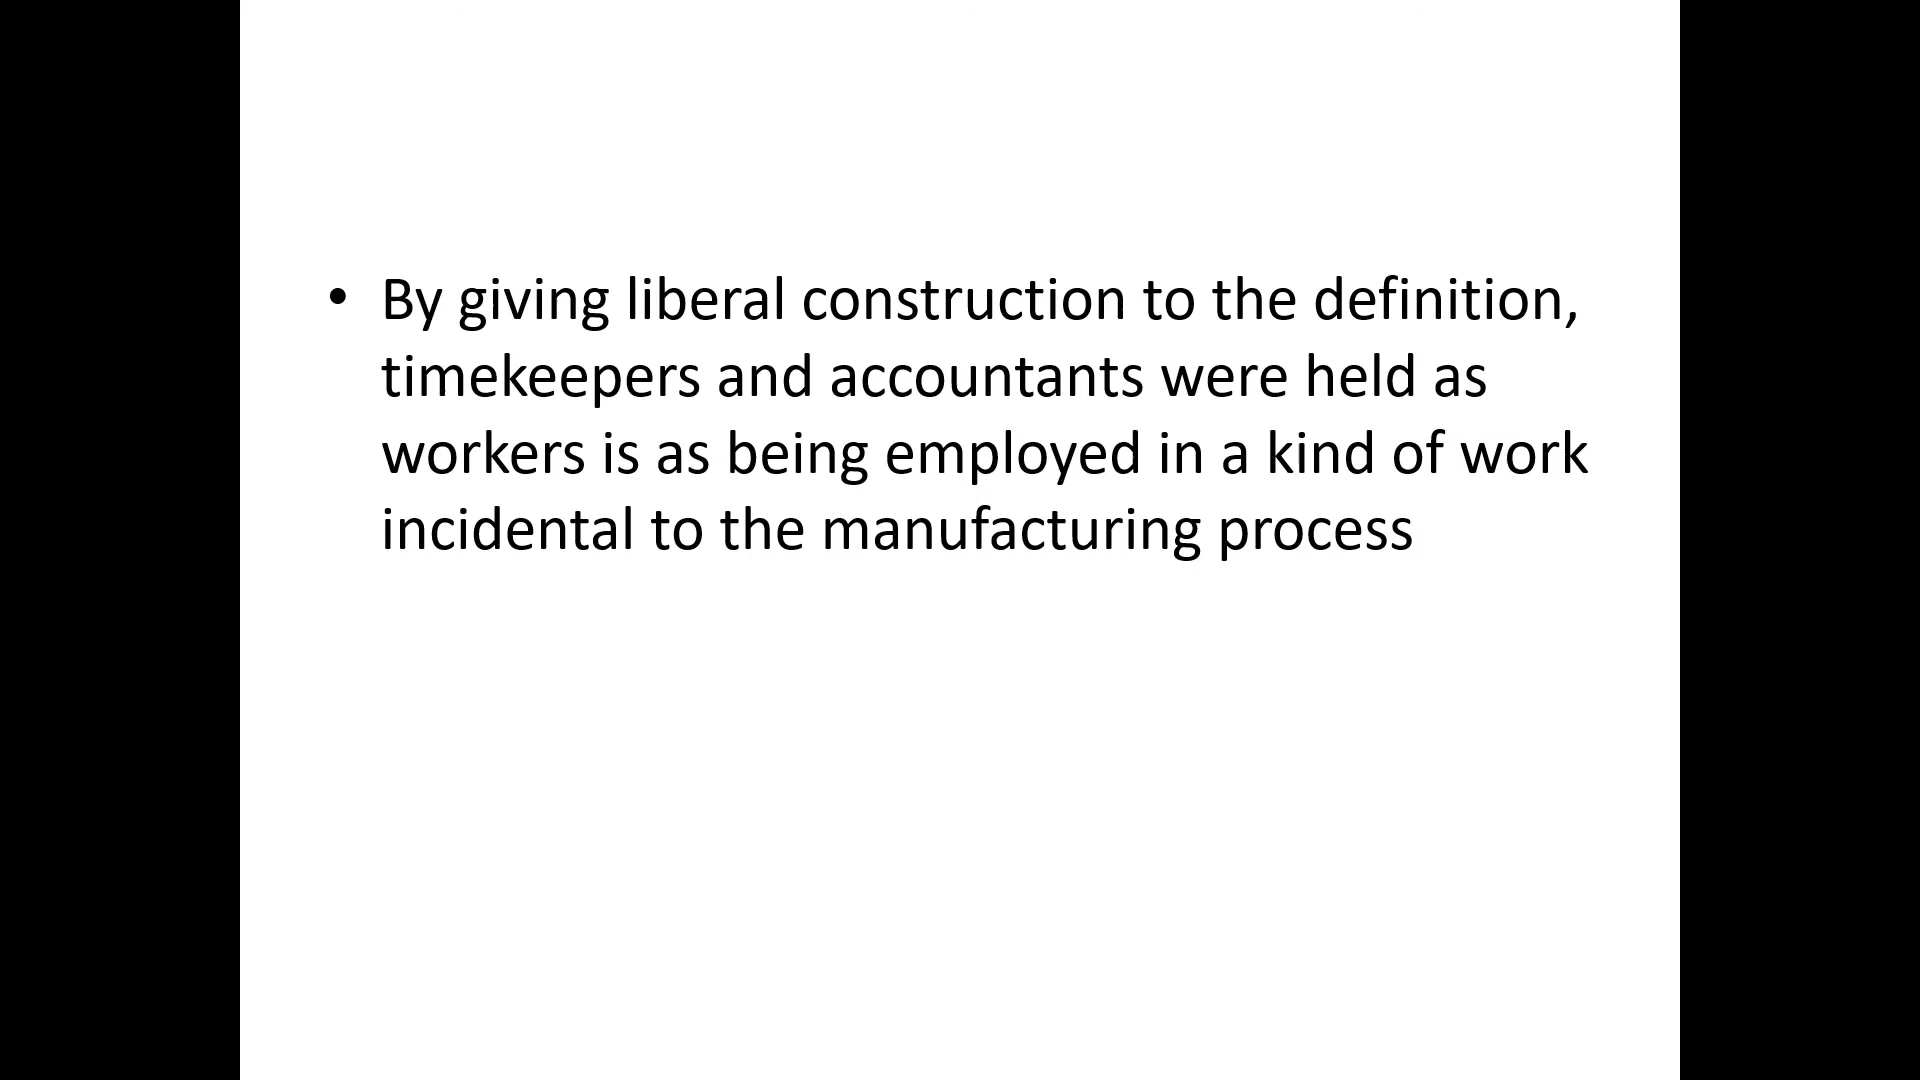 • By giving liberal construction to the definition,
timekeepers and accountants were held as
workers is as being employed in a kind of work
incidental to the manufacturing process